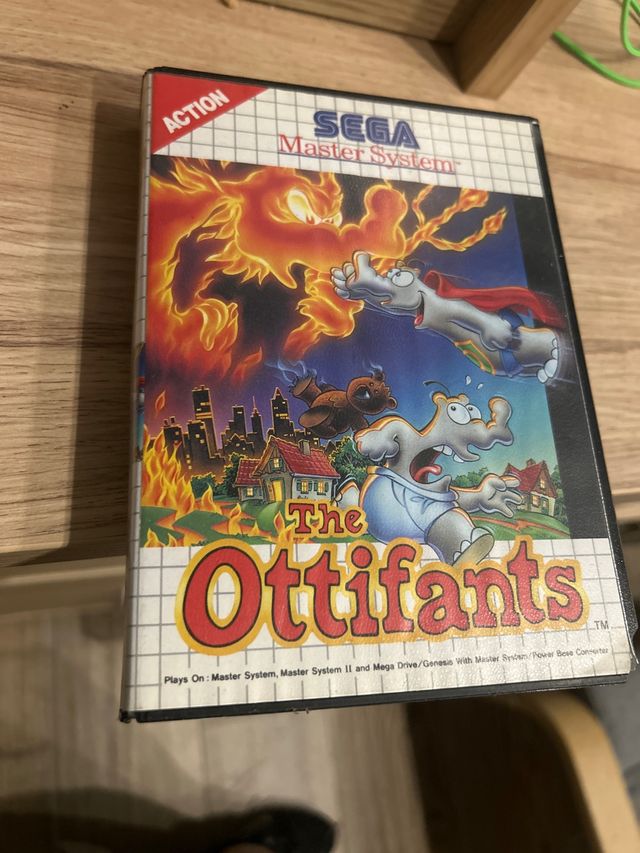 ACTION
SEGA
Master System™
The
Ottifants
TM
Plays On : Master System, Master System II and Mega Drive/Genesis With Master System/Power Base Converter